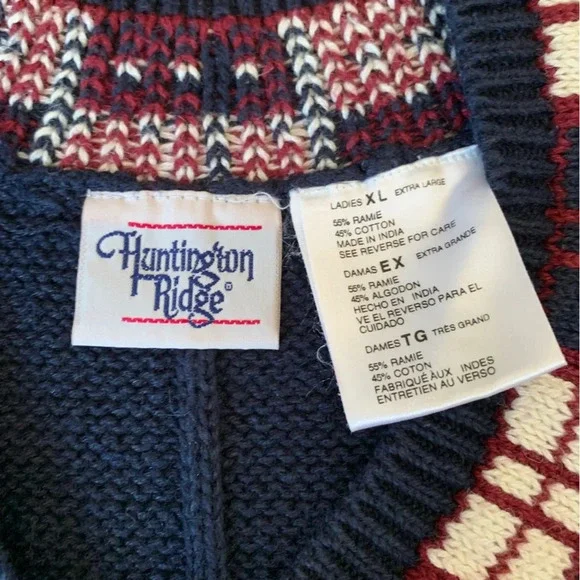 Huntington
Ridge®
LADIES XL EXTRA LARGE
55% RAMIE
45% COTTON
MADE IN INDIA
SEE REVERSE FOR CARE
DAMAS EX EXTRA GRANDE
55% RAMIE
45% ALGODON
HECHO EN INDIA
VE EL REVERSO PARA EL
CUIDADO
DAMES TG TRÈS GRAND
55% RAMIE
45% COTON
FABRIQUÉ AUX INDES
ENTRETIEN AU VERSO